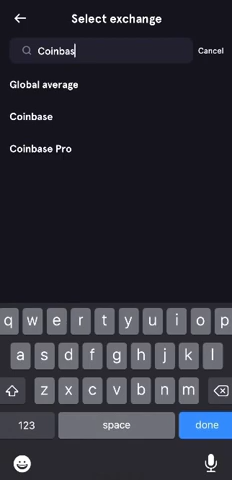 Select exchange
Coinbas
Cancel
Global average
Coinbase
Coinbase Pro
q w e r t y u i o p
a s d f g h j k l
z x c v b n m
123 space done